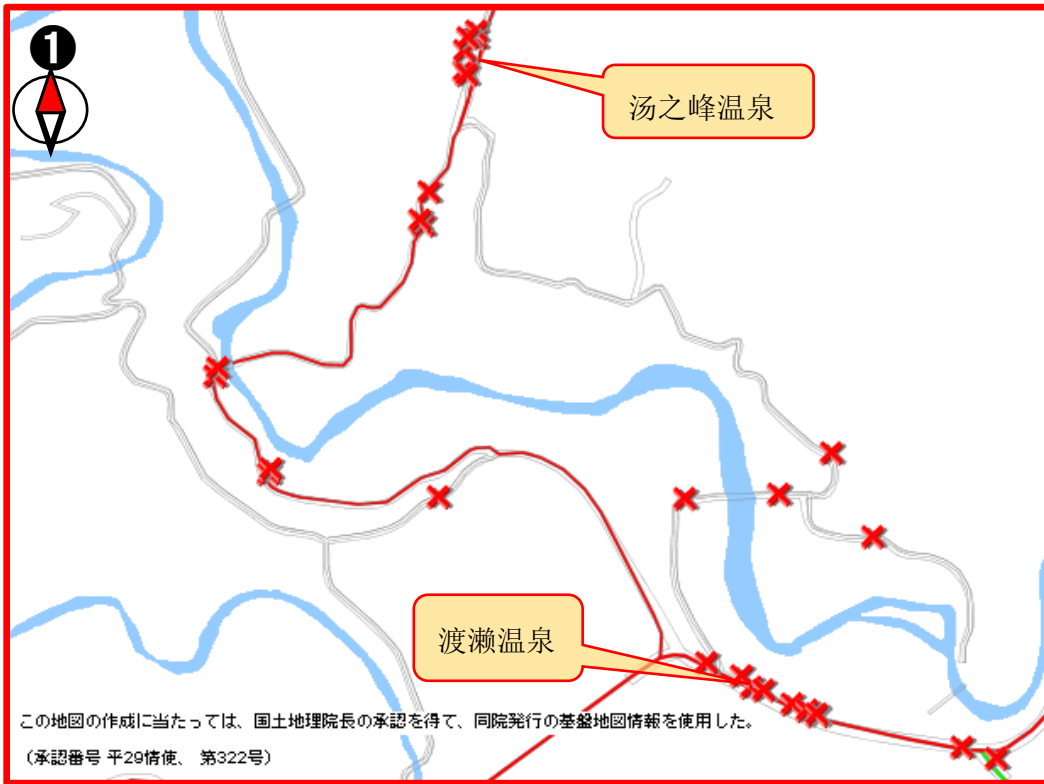 1
汤之峰温泉
渡濑温泉
この地図の作成に当たっては、国土地理院長の承認を得て、同院発行の基盤地図情報を使用した。
（承認番号 平29情使、 第322号）